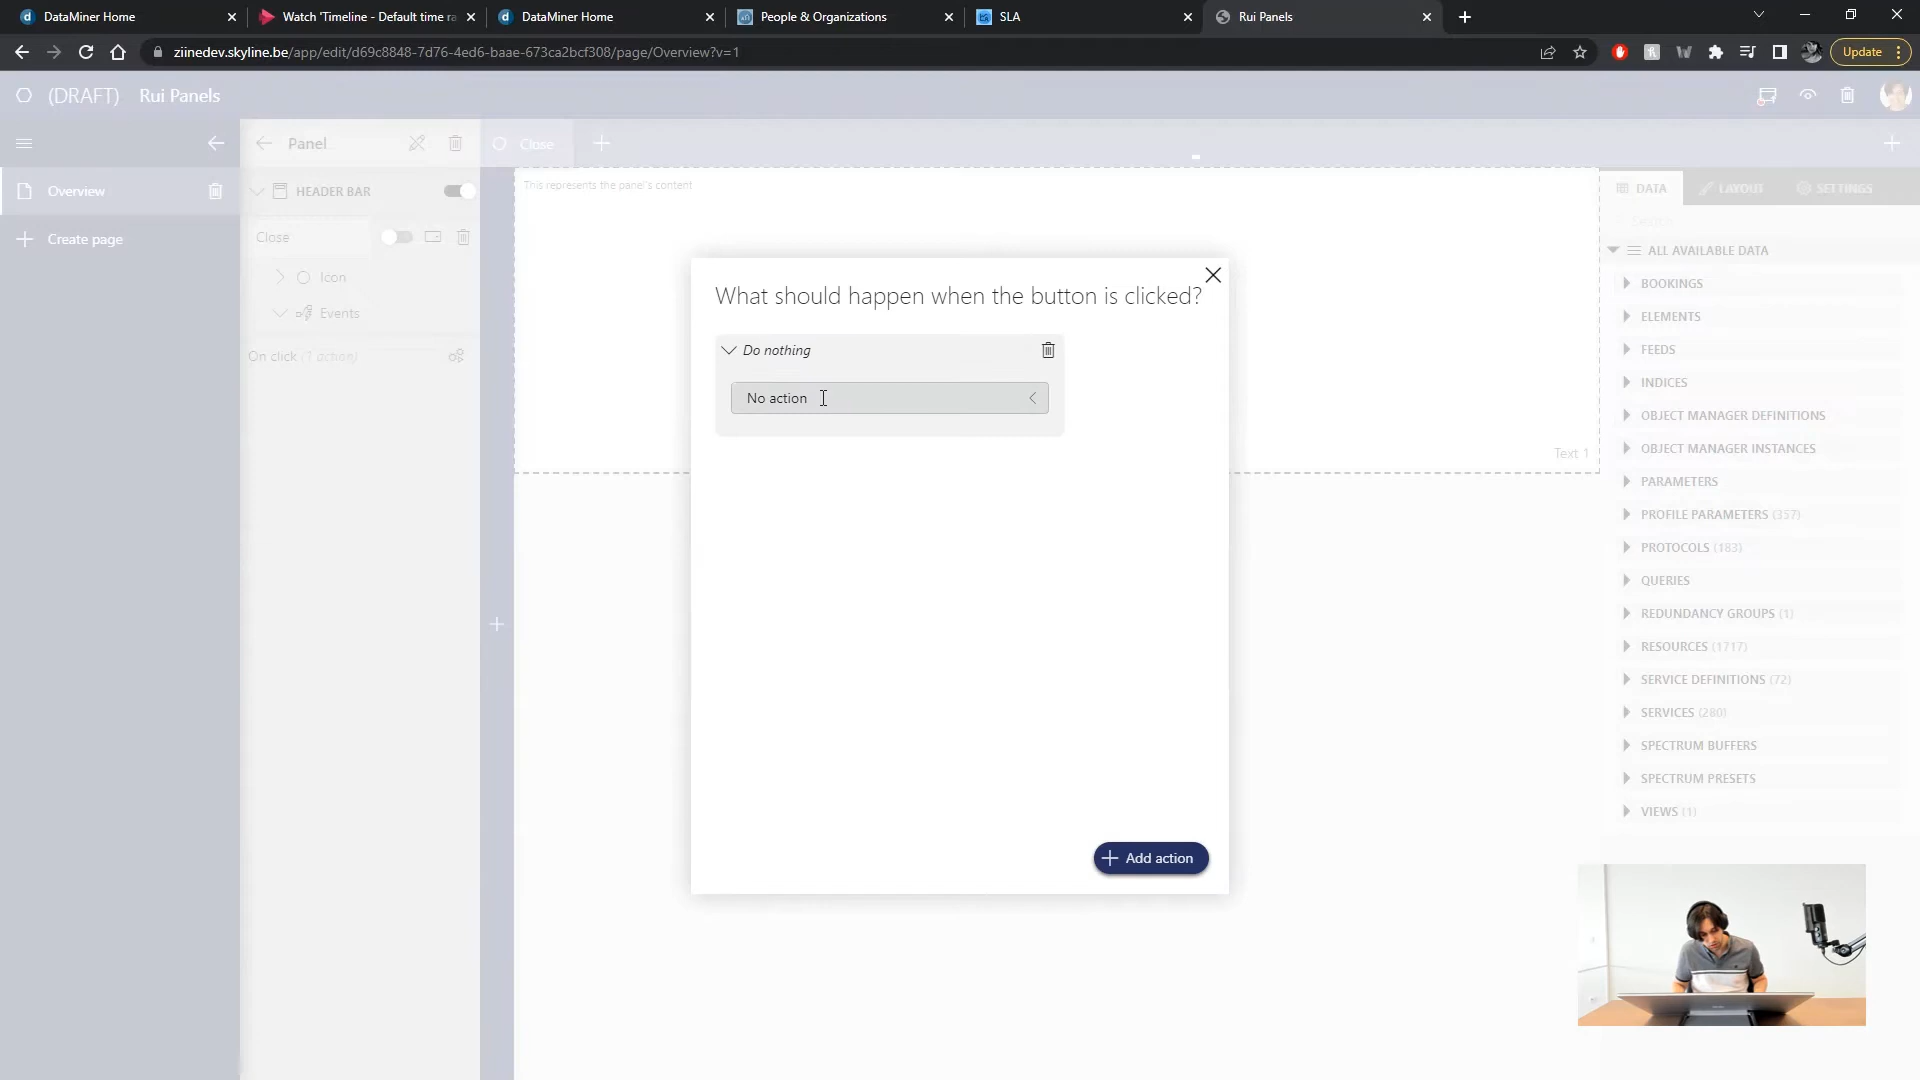 DataMiner Home
Watch 'Timeline - Default time ra
DataMiner Home
People & Organizations
SLA
Rui Panels
ziinedev.skyline.be/app/edit/d69c8848-7d76-4ed6-baae-673ca2bcf308/page/Overview?v=1
Update
(DRAFT) Rui Panels
Panel
Close
Overview
HEADER BAR
This represents the panel's content
DATA
LAYOUT
SETTINGS
Close
Create page
ALL AVAILABLE DATA
Icon
BOOKINGS
What should happen when the button is clicked?
Events
ELEMENTS
On click (1 action)
Do nothing
FEEDS
INDICES
No action
OBJECT MANAGER DEFINITIONS
Text 1
OBJECT MANAGER INSTANCES
PARAMETERS
PROFILE PARAMETERS (357)
PROTOCOLS (183)
QUERIES
REDUNDANCY GROUPS (1)
RESOURCES (1717)
SERVICE DEFINITIONS (72)
SERVICES (280)
SPECTRUM BUFFERS
SPECTRUM PRESETS
VIEWS (1)
Add action